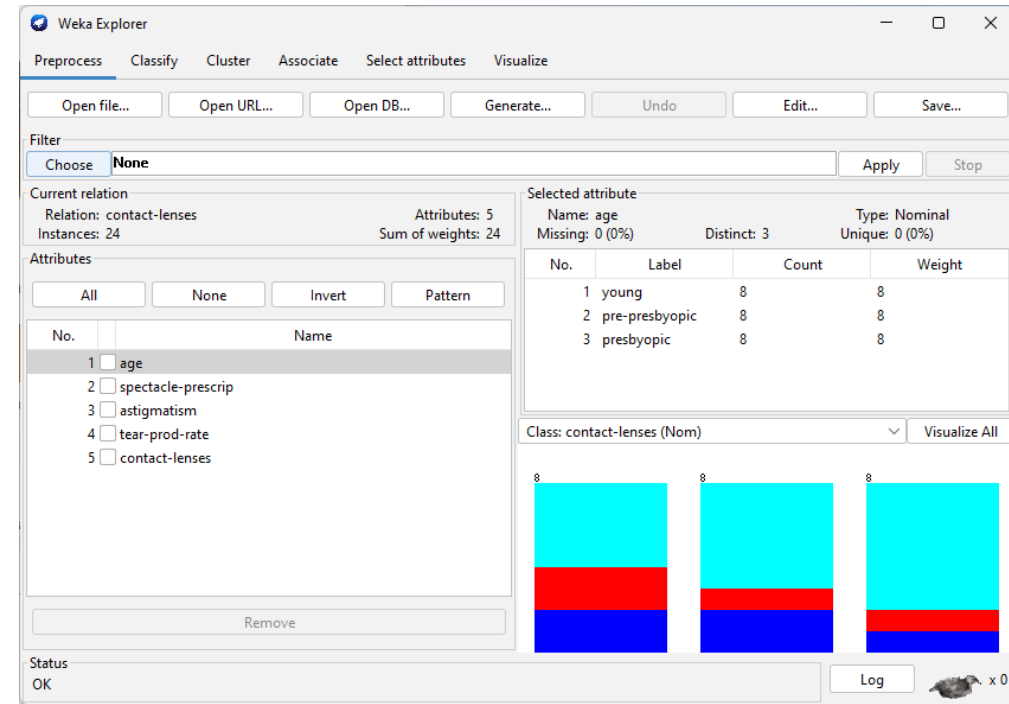 Weka Explorer
Preprocess Classify Cluster Associate Select attributes Visualize
Open file... Open URL... Open DB... Generate... Undo Edit... Save...
Filter
Choose None Apply Stop
Current relation
Relation: contact-lenses Attributes: 5
Instances: 24 Sum of weights: 24
Selected attribute
Name: age Type: Nominal
Missing: 0 (0%) Distinct: 3 Unique: 0 (0%)
Attributes
All None Invert Pattern
No. Name
1 age
2 spectacle-prescrip
3 astigmatism
4 tear-prod-rate
5 contact-lenses
Remove
No. Label Count Weight
1 young 8 8
2 pre-presbyopic 8 8
3 presbyopic 8 8
Class: contact-lenses (Nom) Visualize All
8 8 8
Status
OK
Log x 0